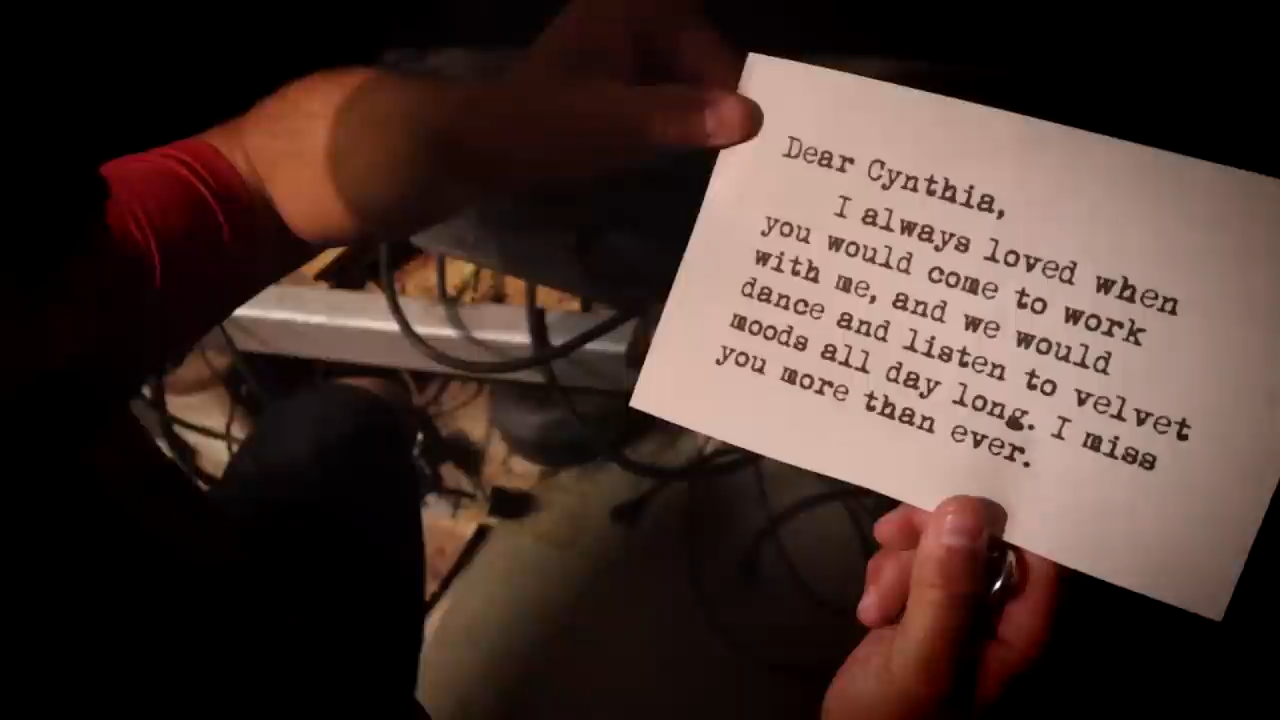 Dear Cynthia,
I always loved when
you would come to work
with me, and we would
dance and listen to velvet
moods all day long. I miss
you more than ever.